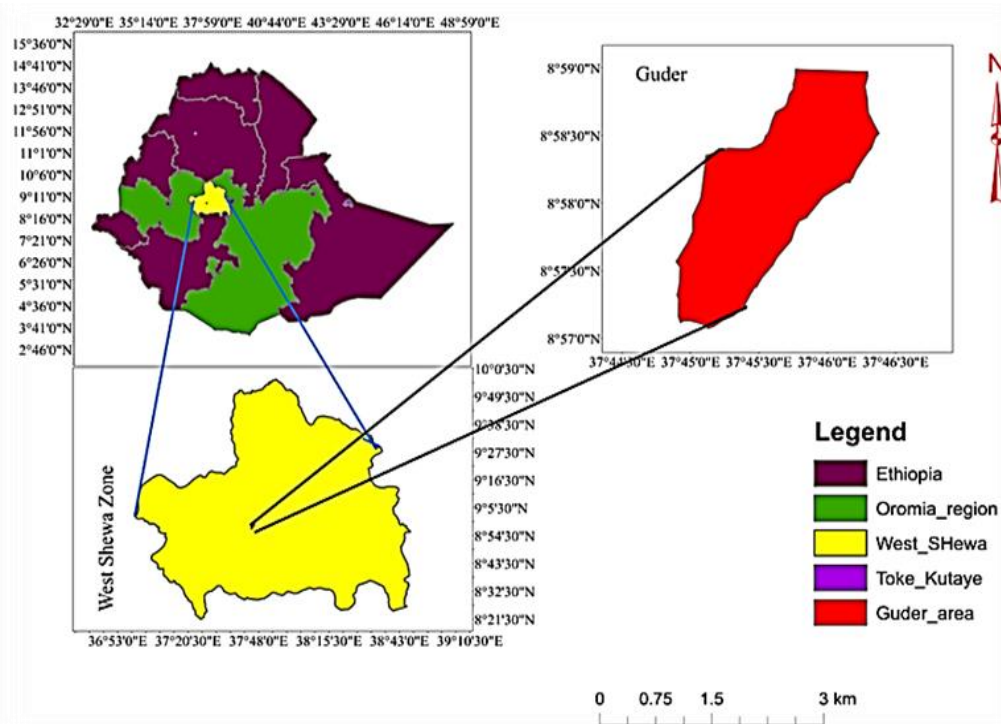 32°29'0"E 35°14'0"E 37°59'0"E 40°44'0"E 43°29'0"E 46°14'0"E 48°59'0"E
15°36'0"N
14°41'0"N
13°46'0"N
12°51'0"N
11°56'0"N
11°1'0"N
10°6'0"N
9°11'0"N
8°16'0"N
7°21'0"N
6°26'0"N
5°31'0"N
4°36'0"N
3°41'0"N
2°46'0"N
Guder
N
8°59'0"N
8°58'30"N
8°58'0"N
8°57'30"N
8°57'0"N
37°44'30"E 37°45'0"E 37°45'30"E 37°46'0"E 37°46'30"E
West Shewa Zone
10°0'30"N
9°49'30"N
9°38'30"N
9°27'30"N
9°16'30"N
9°5'30"N
8°54'30"N
8°43'30"N
8°32'30"N
8°21'30"N
36°53'0"E 37°20'30"E 37°48'0"E 38°15'30"E 38°43'0"E 39°10'30"E
Legend
Ethiopia
Oromia_region
West_SHewa
Toke_Kutaye
Guder_area
0 0.75 1.5 3 km